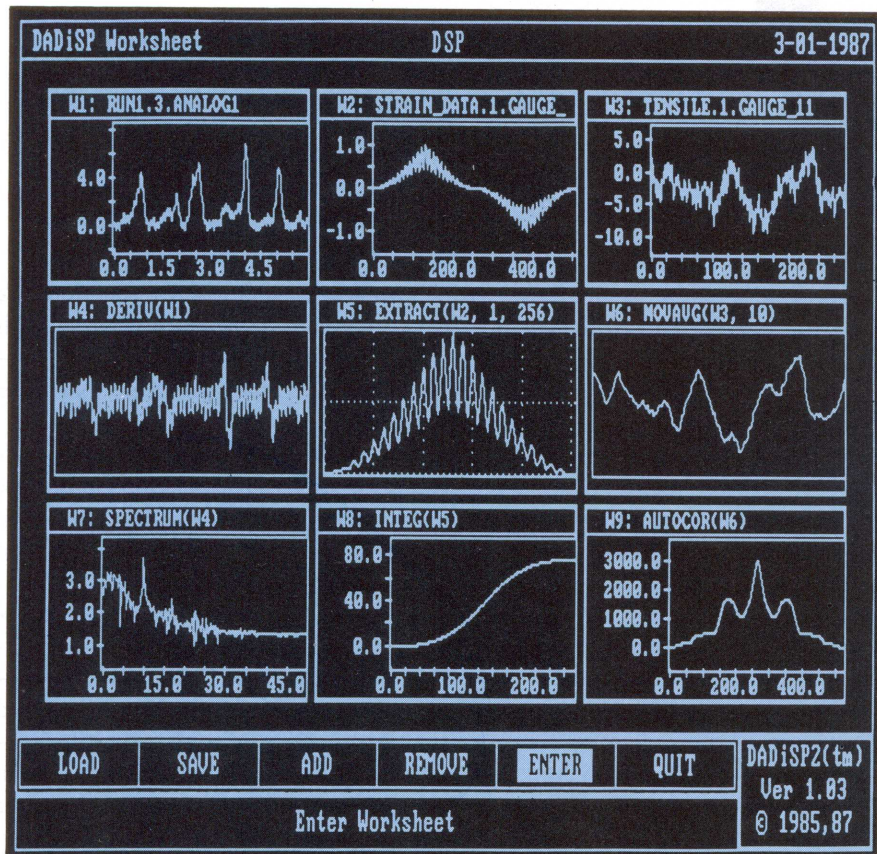 DADiSP Worksheet DSP 3-01-1987
W1: RUN1.3.ANALOG1
4.0
0.0
0.0 1.5 3.0 4.5
W2: STRAIN_DATA.1.GAUGE_
1.0
0.0
-1.0
0.0 200.0 400.0
W3: TENSILE.1.GAUGE_11
5.0
0.0
-5.0
-10.0
0.0 100.0 200.0
W4: DERIV(W1)
W5: EXTRACT(W2, 1, 256)
W6: MOVAVG(W3, 10)
W7: SPECTRUM(W4)
3.0
2.0
1.0
0.0 15.0 30.0 45.0
W8: INTEG(W5)
80.0
40.0
0.0
0.0 100.0 200.0
W9: AUTOCOR(W6)
3000.0
2000.0
1000.0
0.0
0.0 200.0 400.0
LOAD SAVE ADD REMOVE ENTER QUIT
Enter Worksheet
DADiSP2(tm)
Ver 1.03
© 1985,87